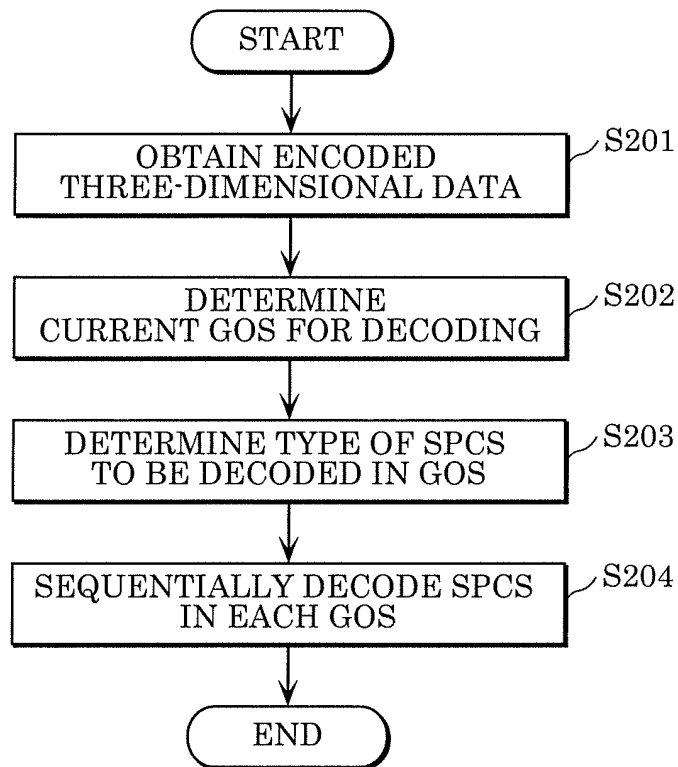 START
OBTAIN ENCODED
THREE-DIMENSIONAL DATA
S201
DETERMINE
CURRENT GOS FOR DECODING
S202
DETERMINE TYPE OF SPCS
TO BE DECODED IN GOS
S203
SEQUENTIALLY DECODE SPCS
IN EACH GOS
S204
END